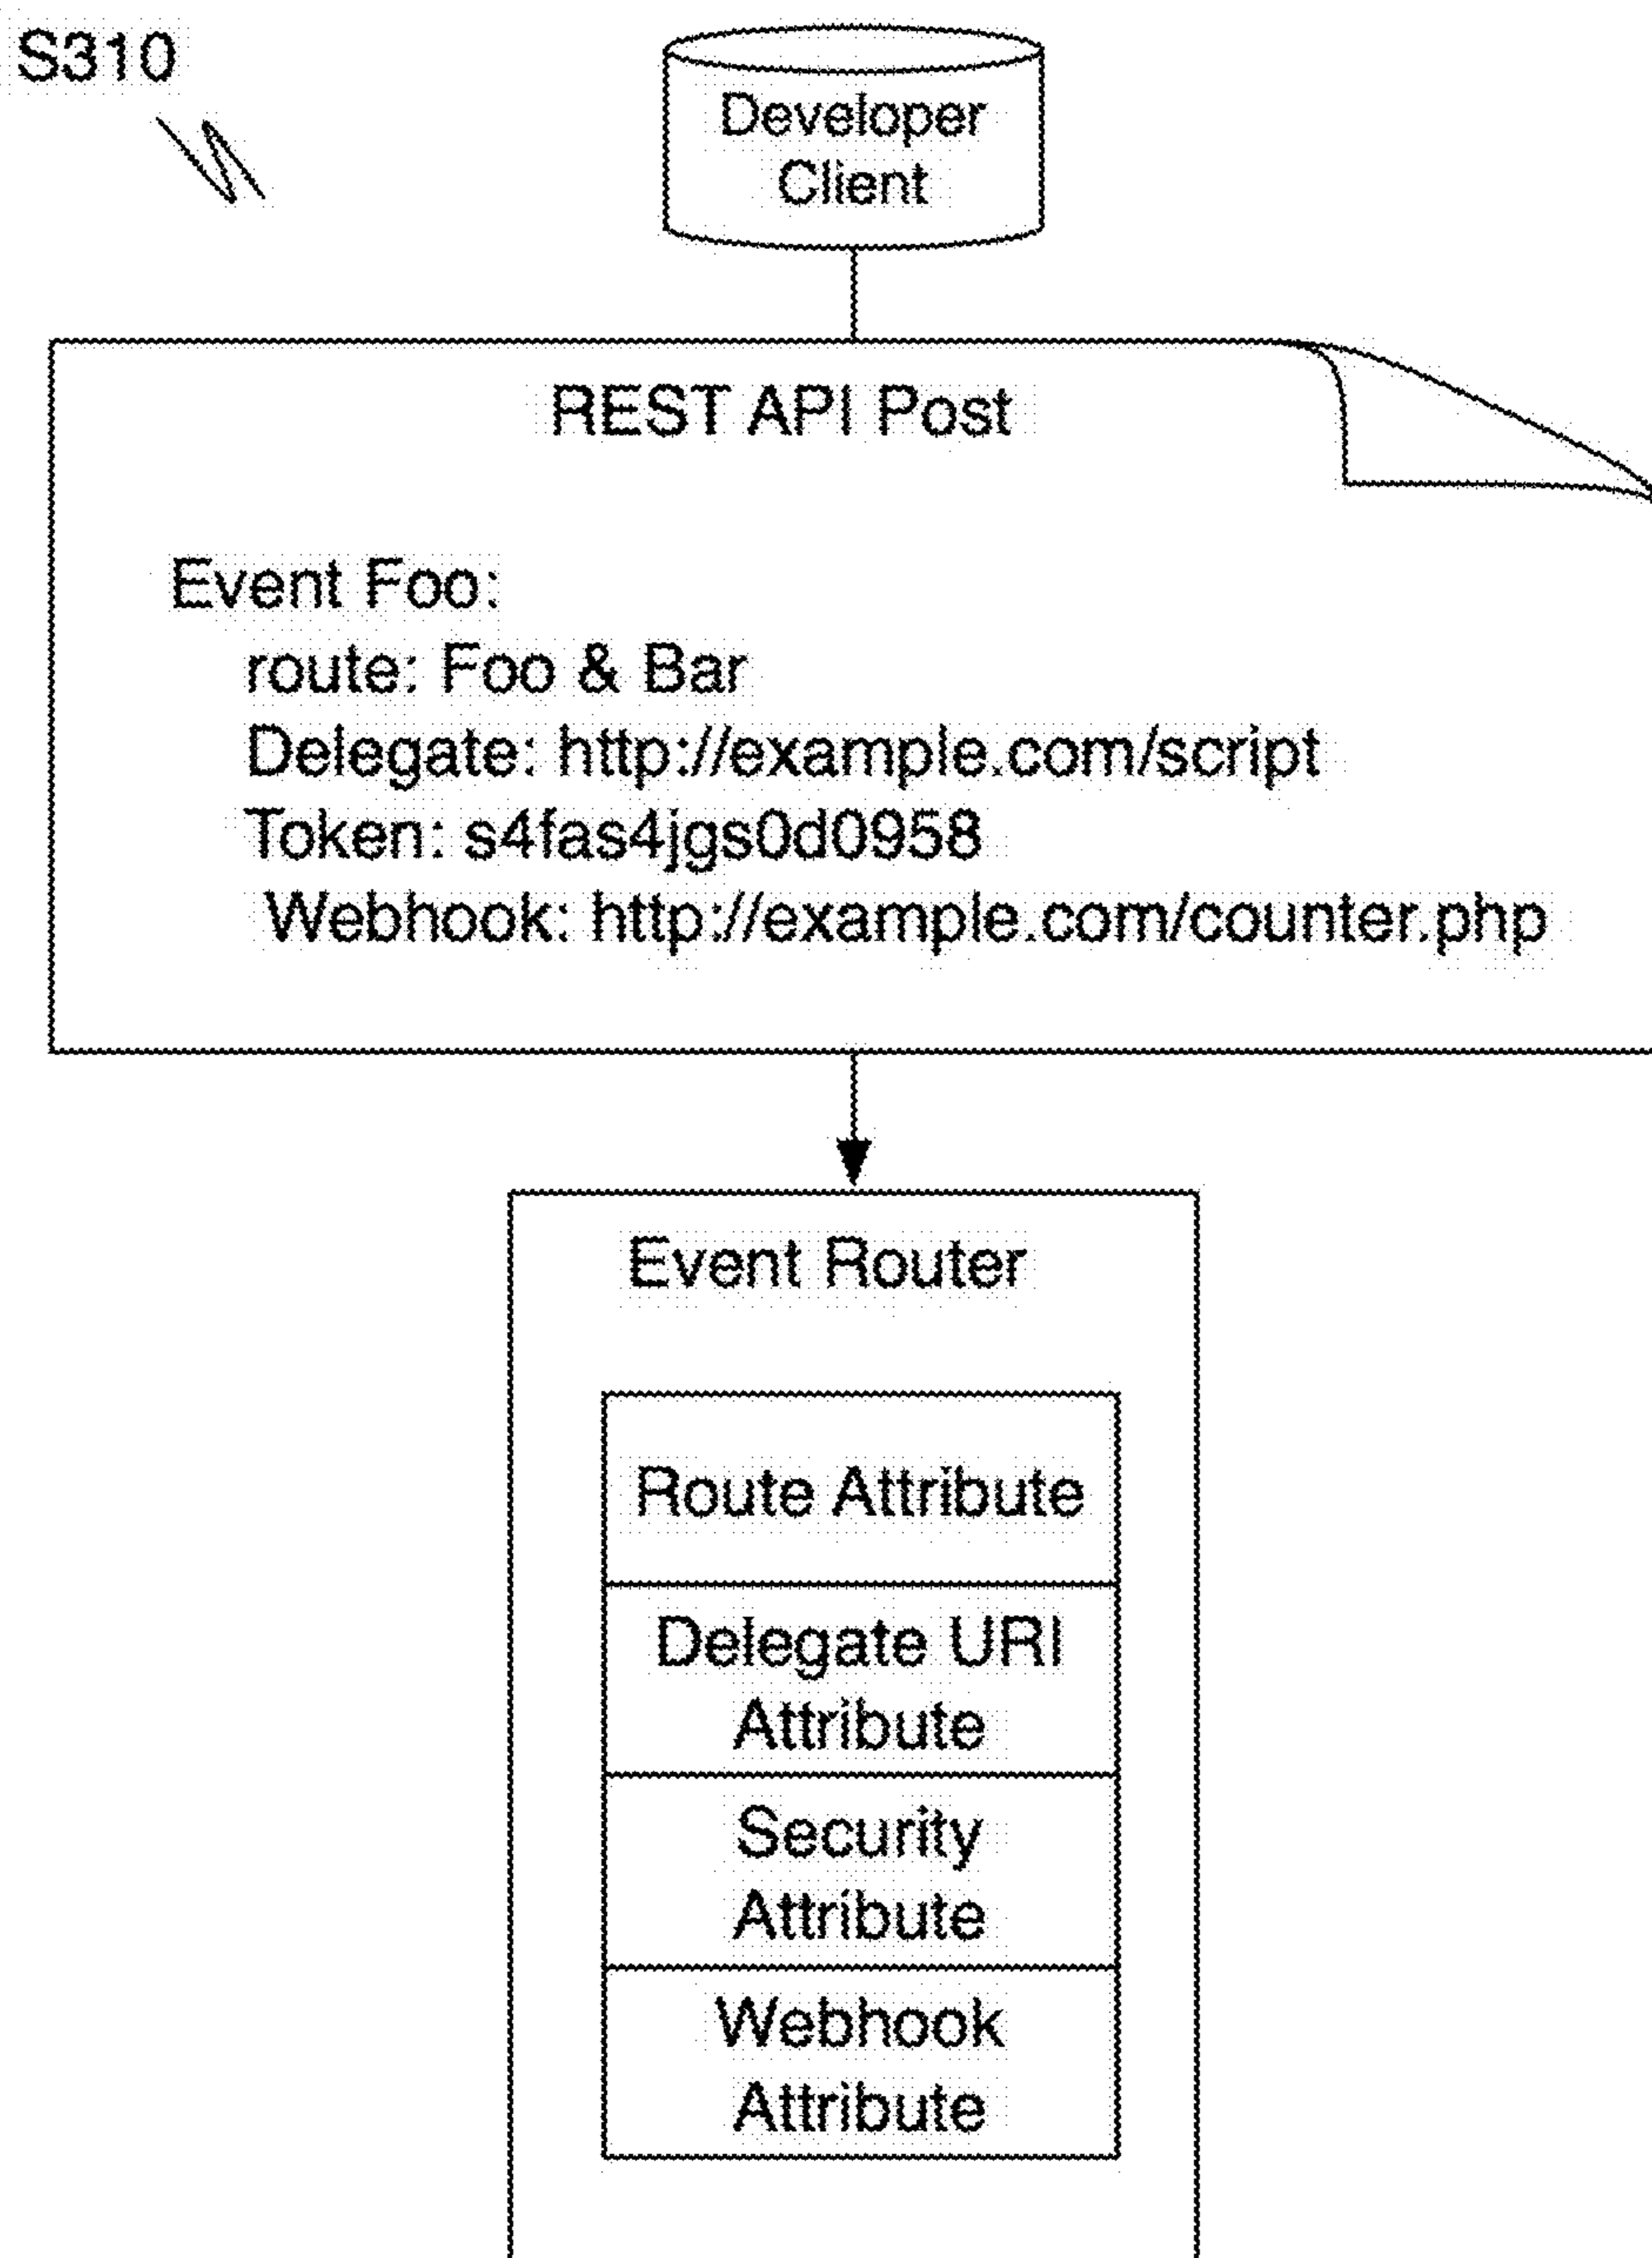 S310
Developer
Client
REST API Post
Event Foo:
route: Foo & Bar
Delegate: http://example.com/script
Token: s4fas4jgs0d0958
Webhook: http://example.com/counter.php
Event Router
Route Attribute
Delegate URI
Attribute
Security
Attribute
Webhook
Attribute